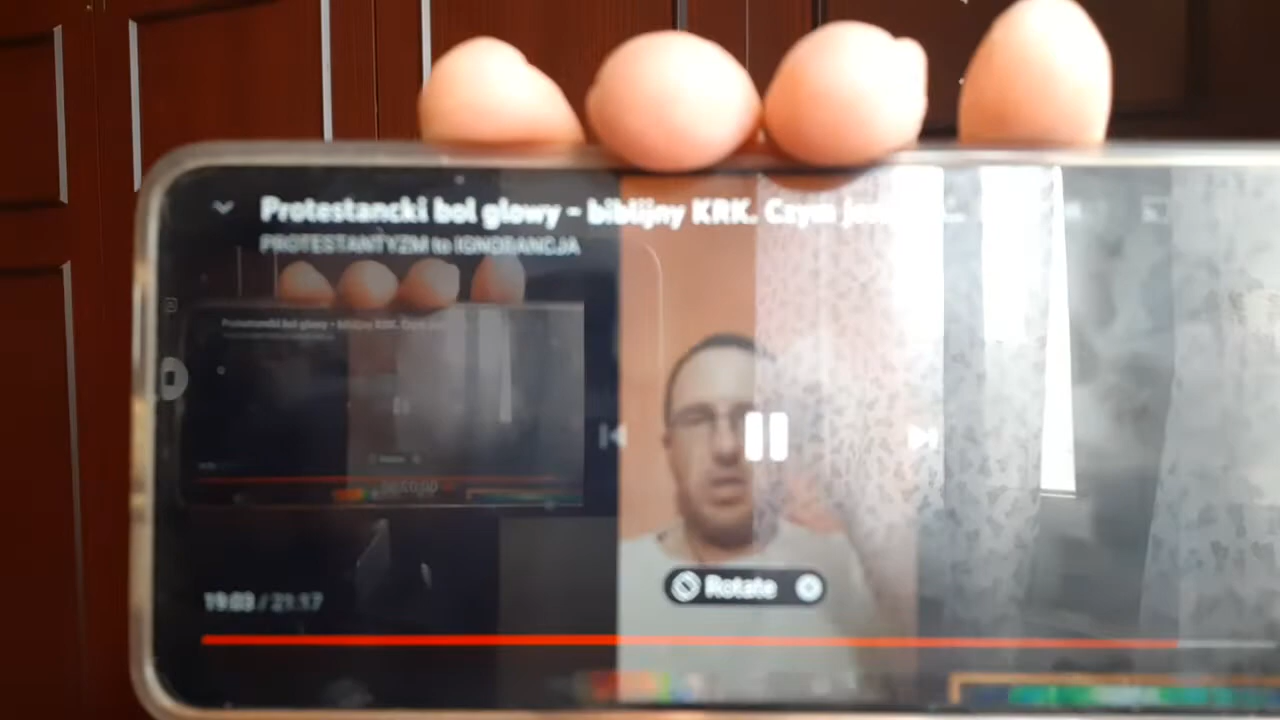 Protestancki bol glowy - biblijny KRK. Czym
PROTESTANTYZM to IGNORANCJA
Rotate
19:03 / 21:17